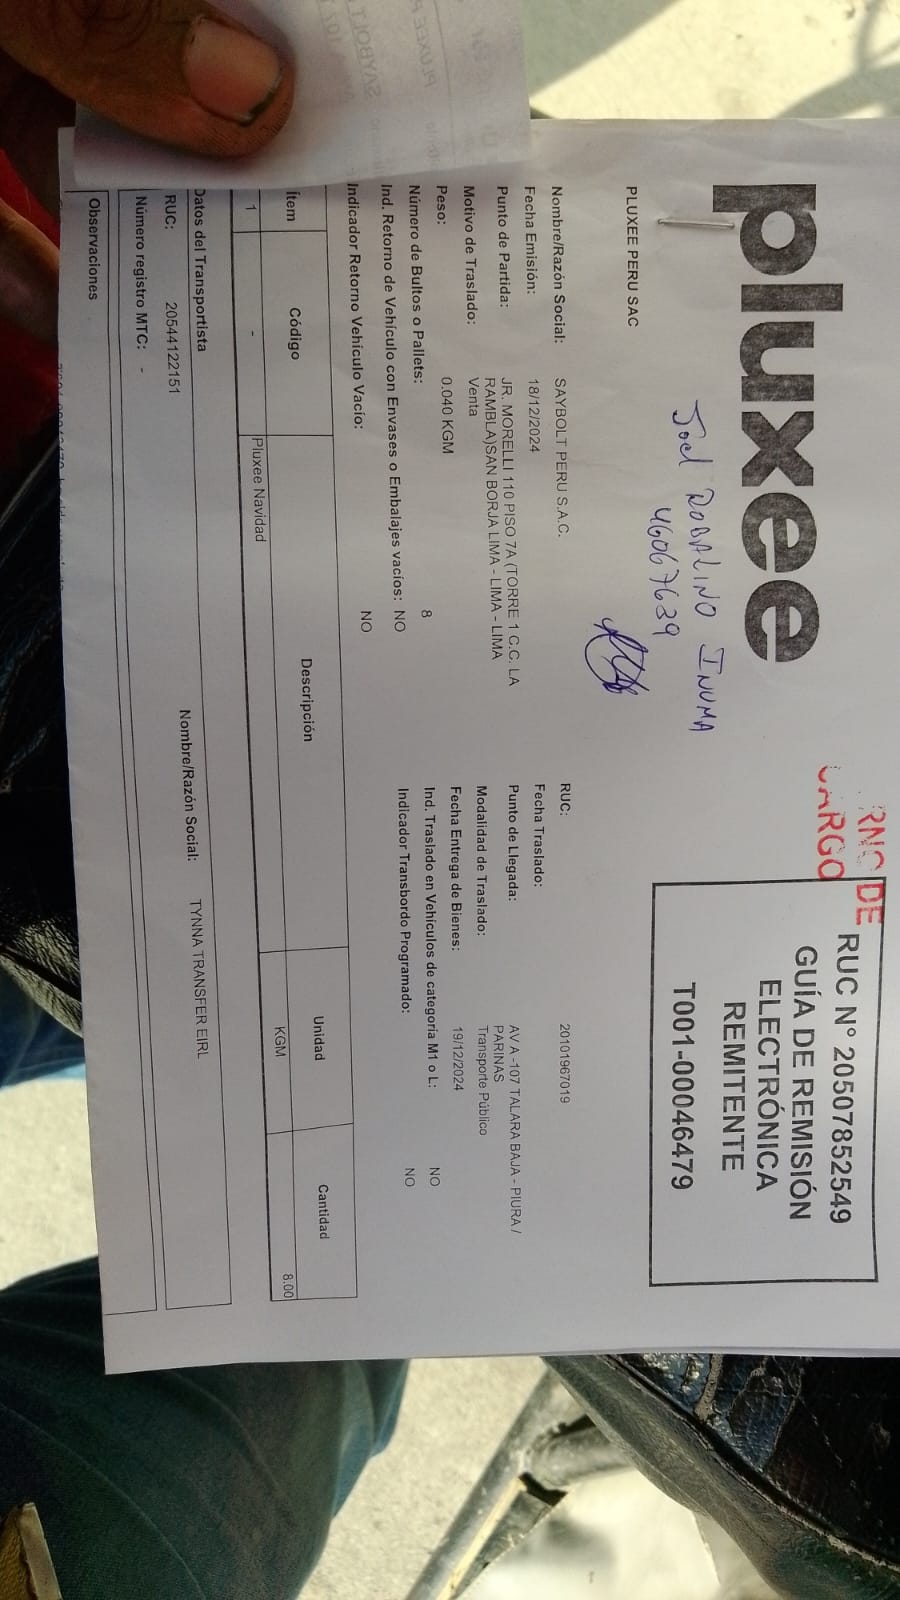 pluxee
PLUXEE PERU SAC
Joel ROBALINO INUMA
46067639
CARGO
DE
RUC N° 20507852549
GUÍA DE REMISIÓN
ELECTRÓNICA
REMITENTE
T001-00046479
Nombre/Razón Social: SAYBOLT PERU S.A.C. RUC: 20101967019
Fecha Emisión: 18/12/2024 Fecha Traslado:
Punto de Partida: JR. MORELLI 110 PISO 7A (TORRE 1 C.C. LA
RAMBLA)SAN BORJA LIMA - LIMA - LIMA
Punto de Llegada: AV A -107 TALARA BAJA - PIURA /
PARINAS
Motivo de Traslado: Venta Modalidad de Traslado: Transporte Público
Peso: 0.040 KGM Fecha Entrega de Bienes: 19/12/2024
Número de Bultos o Pallets: 8 Ind. Traslado en Vehículos de categoria M1 o L: NO
Ind. Retorno de Vehículo con Envases o Embalajes vacios: NO Indicador Transbordo Programado: NO
Indicador Retorno Vehículo Vacío: NO
Ítem Código Descripción Unidad Cantidad
1 - Pluxee Navidad KGM 8.00
Datos del Transportista
RUC: 20544122151 Nombre/Razón Social: TYNNA TRANSFER EIRL
Número registro MTC: -
Observaciones